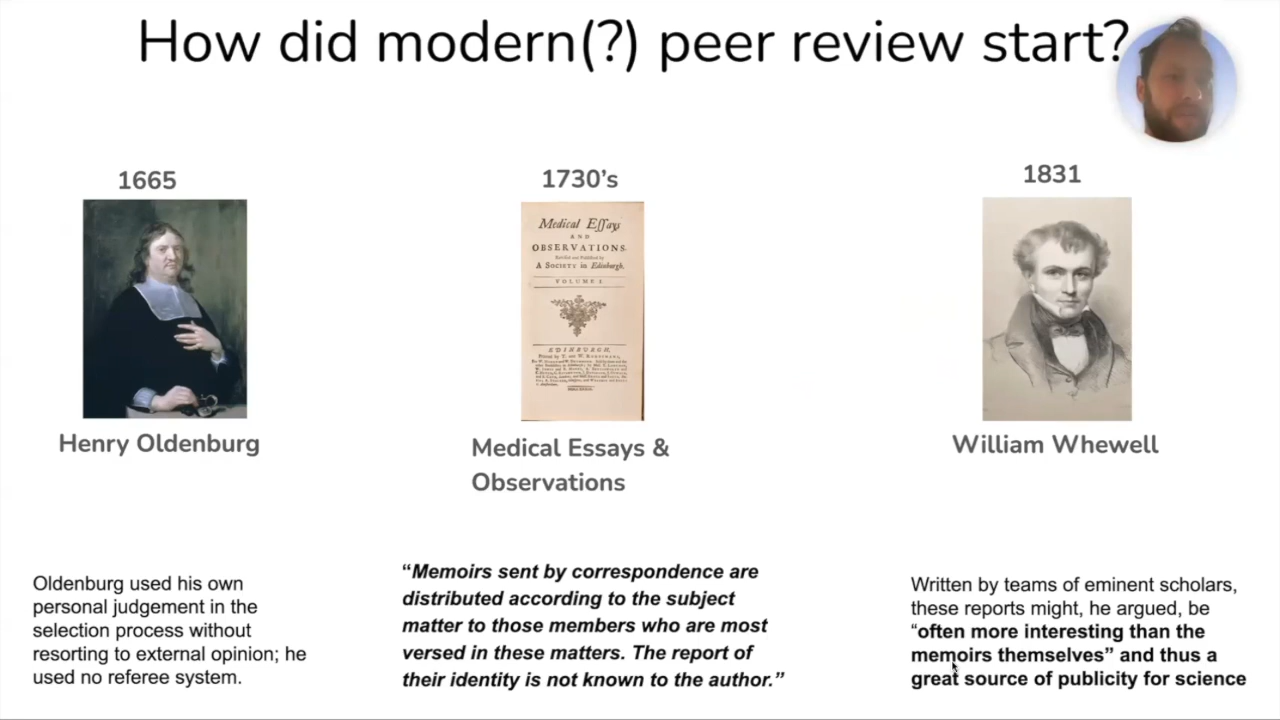 How did modern(?) peer review start?
1665
1730’s
1831
Medical Essays
AND
OBSERVATIONS.
A SOCIETY in Edinburgh.
VOLUME I.
EDINBURGH,
Henry Oldenburg
Medical Essays &
Observations
William Whewell
Oldenburg used his own
personal judgement in the
selection process without
resorting to external opinion; he
used no referee system.
“Memoirs sent by correspondence are
distributed according to the subject
matter to those members who are most
versed in these matters. The report of
their identity is not known to the author.”
Written by teams of eminent scholars,
these reports might, he argued, be
“often more interesting than the
memoirs themselves” and thus a
great source of publicity for science